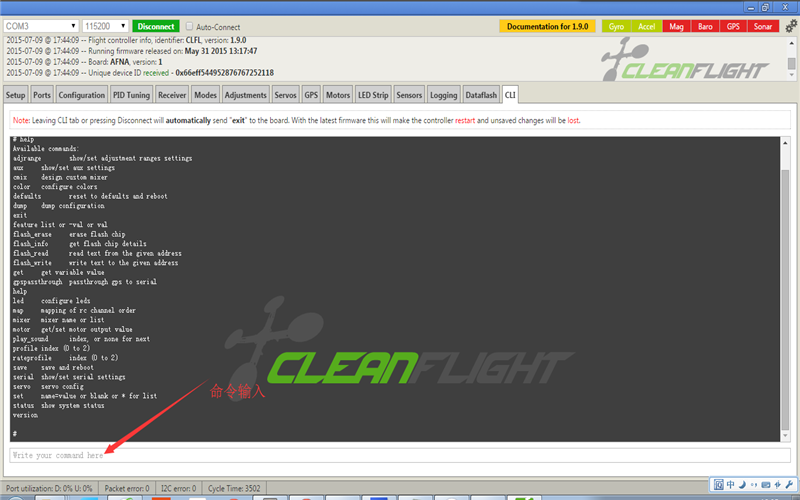 COM3
115200
Disconnect
Auto-Connect
Documentation for 1.9.0
Gyro
Accel
Mag
Baro
GPS
Sonar
2015-07-09 @ 17:44:09 -- Flight controller info, identifier: CLFL, version: 1.9.0
2015-07-09 @ 17:44:09 -- Running firmware released on: May 31 2015 13:17:47
2015-07-09 @ 17:44:09 -- Board: AFNA, version: 1
2015-07-09 @ 17:44:09 -- Unique device ID received - 0x66eff544952876767252118
CLEANFLIGHT
Setup
Ports
Configuration
PID Tuning
Receiver
Modes
Adjustments
Servos
GPS
Motors
LED Strip
Sensors
Logging
Dataflash
CLI
Note: Leaving CLI tab or pressing Disconnect will automatically send "exit" to the board. With the latest firmware this will make the controller restart and unsaved changes will be lost.
# help
Available commands:
adjrange show/set adjustment ranges settings
aux show/set aux settings
cmix design custom mixer
color configure colors
defaults reset to defaults and reboot
dump dump configuration
exit
feature list or -val or val
flash_erase erase flash chip
flash_info get flash chip details
flash_read read text from the given address
flash_write write text to the given address
get get variable value
gpspassthrough passthrough gps to serial
help
led configure leds
map mapping of rc channel order
mixer mixer name or list
motor get/set motor output value
play_sound index, or none for next
profile index (0 to 2)
rateprofile index (0 to 2)
save save and reboot
serial show/set serial settings
servo servo config
set name=value or blank or * for list
status show system status
version
#
CLEANFLIGHT
命令输入
Write your command here
Port utilization: D: 0% U: 0%
Packet error: 0
I2C error: 0
Cycle Time: 3502
中